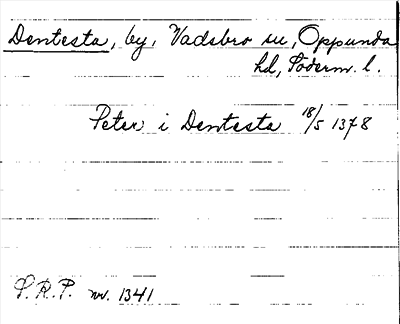 Dentesta, by, Vadsbro sn, Oppunda
hd, Söderm. l.
Peter i Dentesta 18/5 1378
S.R.P. nr. 1341